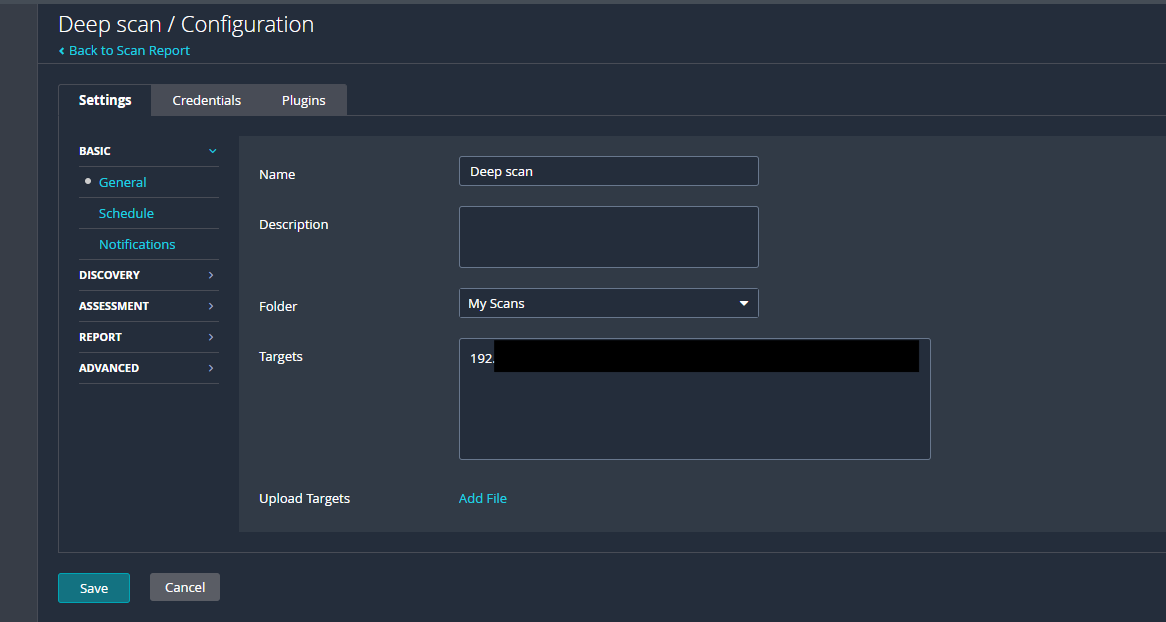 Deep scan / Configuration
Back to Scan Report
Settings
Credentials
Plugins
BASIC
General
Schedule
Notifications
DISCOVERY
ASSESSMENT
REPORT
ADVANCED
Name
Deep scan
Description
Folder
My Scans
Targets
192.
Upload Targets
Add File
Save
Cancel